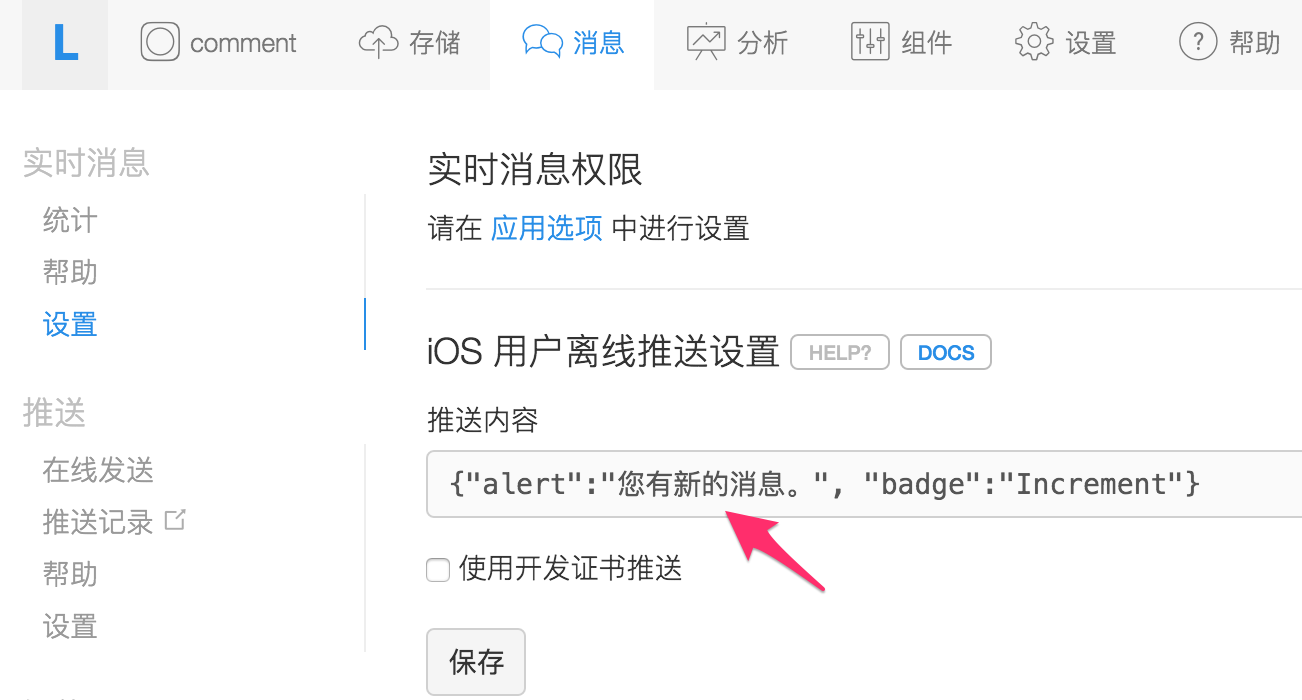 L comment 存储 消息 分析 组件 设置 ? 帮助
实时消息
统计
帮助
设置
推送
在线发送
推送记录
帮助
设置
实时消息权限
请在 应用选项 中进行设置
iOS 用户离线推送设置 HELP? DOCS
推送内容
{"alert":"您有新的消息。", "badge":"Increment"}
使用开发证书推送
保存